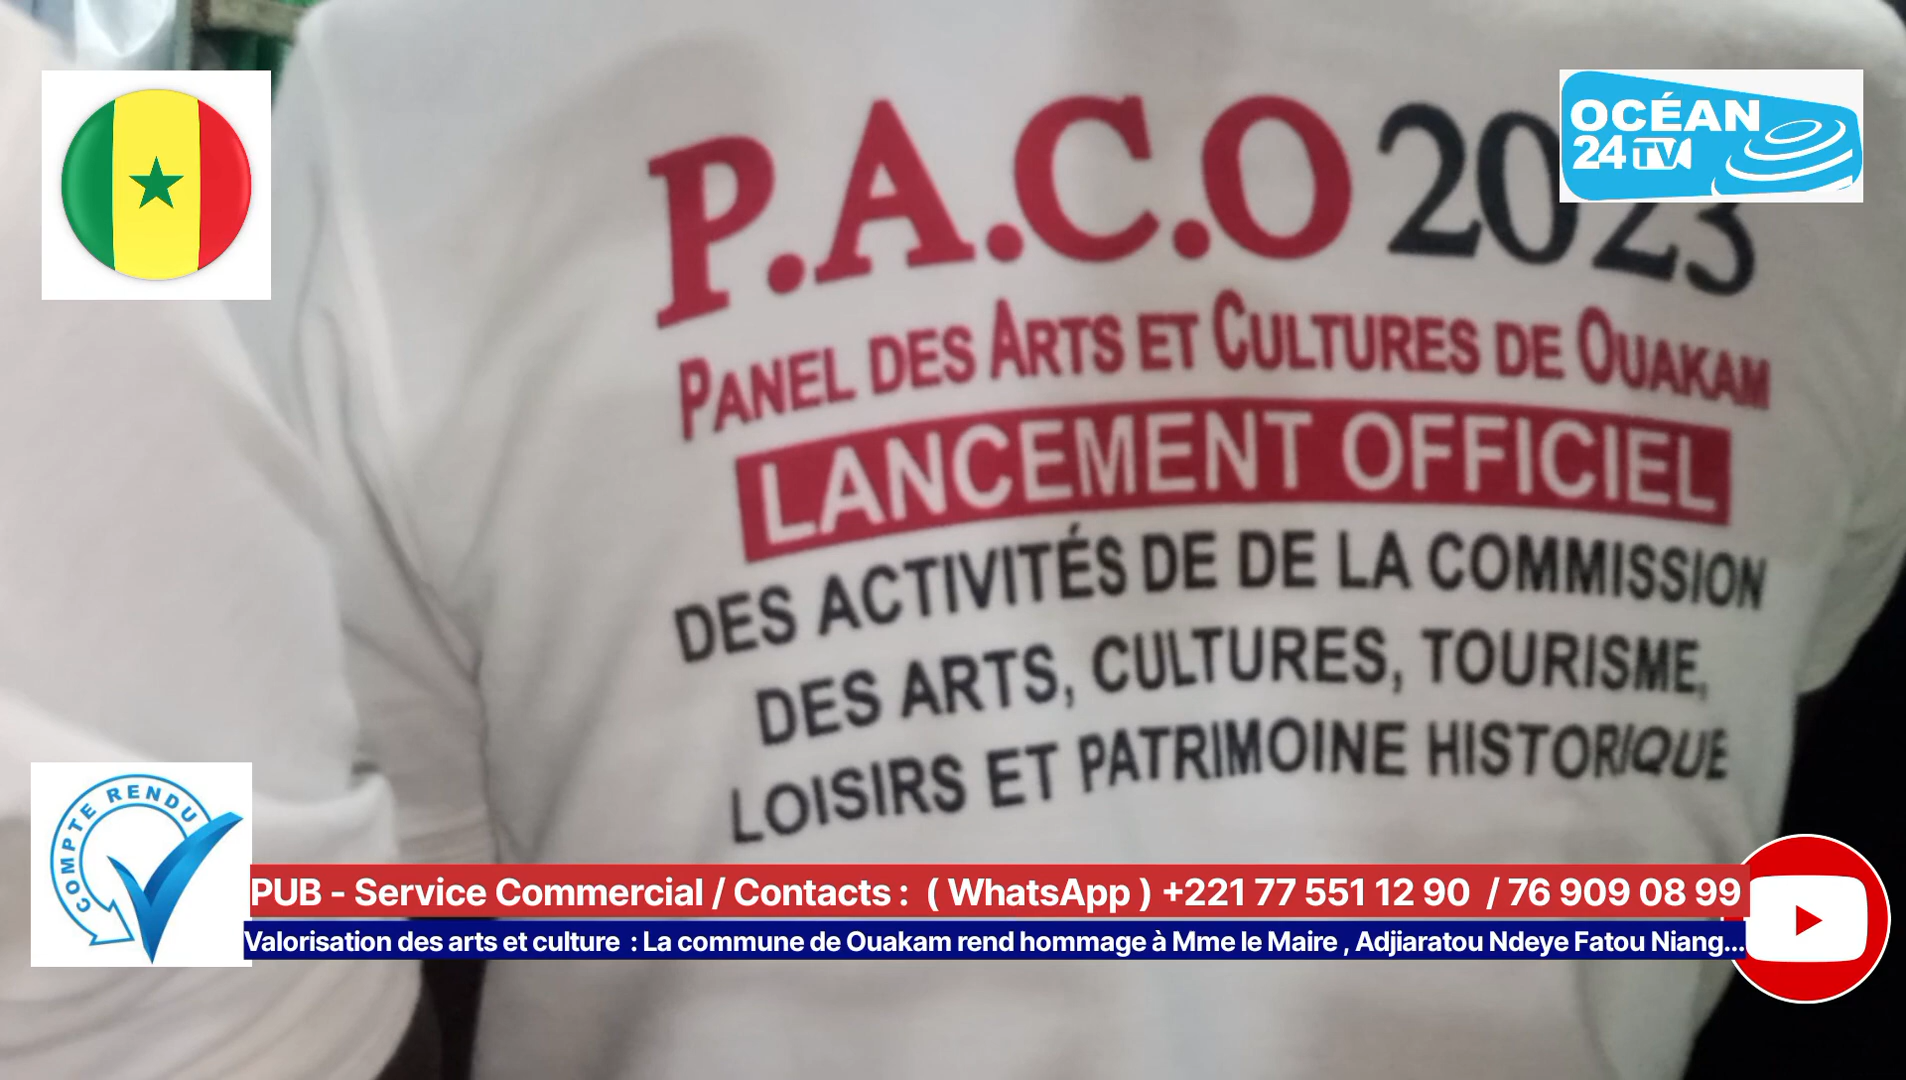 OCÉAN
24 TV
P.A.C.O 2023
PANEL DES ARTS ET CULTURES DE OUAKAM
LANCEMENT OFFICIEL
DES ACTIVITÉS DE DE LA COMMISSION
DES ARTS, CULTURES, TOURISME,
LOISIRS ET PATRIMOINE HISTORIQUE
COMPTE RENDU
PUB - Service Commercial / Contacts : ( WhatsApp ) +221 77 551 12 90 / 76 909 08 99
Valorisation des arts et culture : La commune de Ouakam rend hommage à Mme le Maire , Adjiaratou Ndeye Fatou Niang...